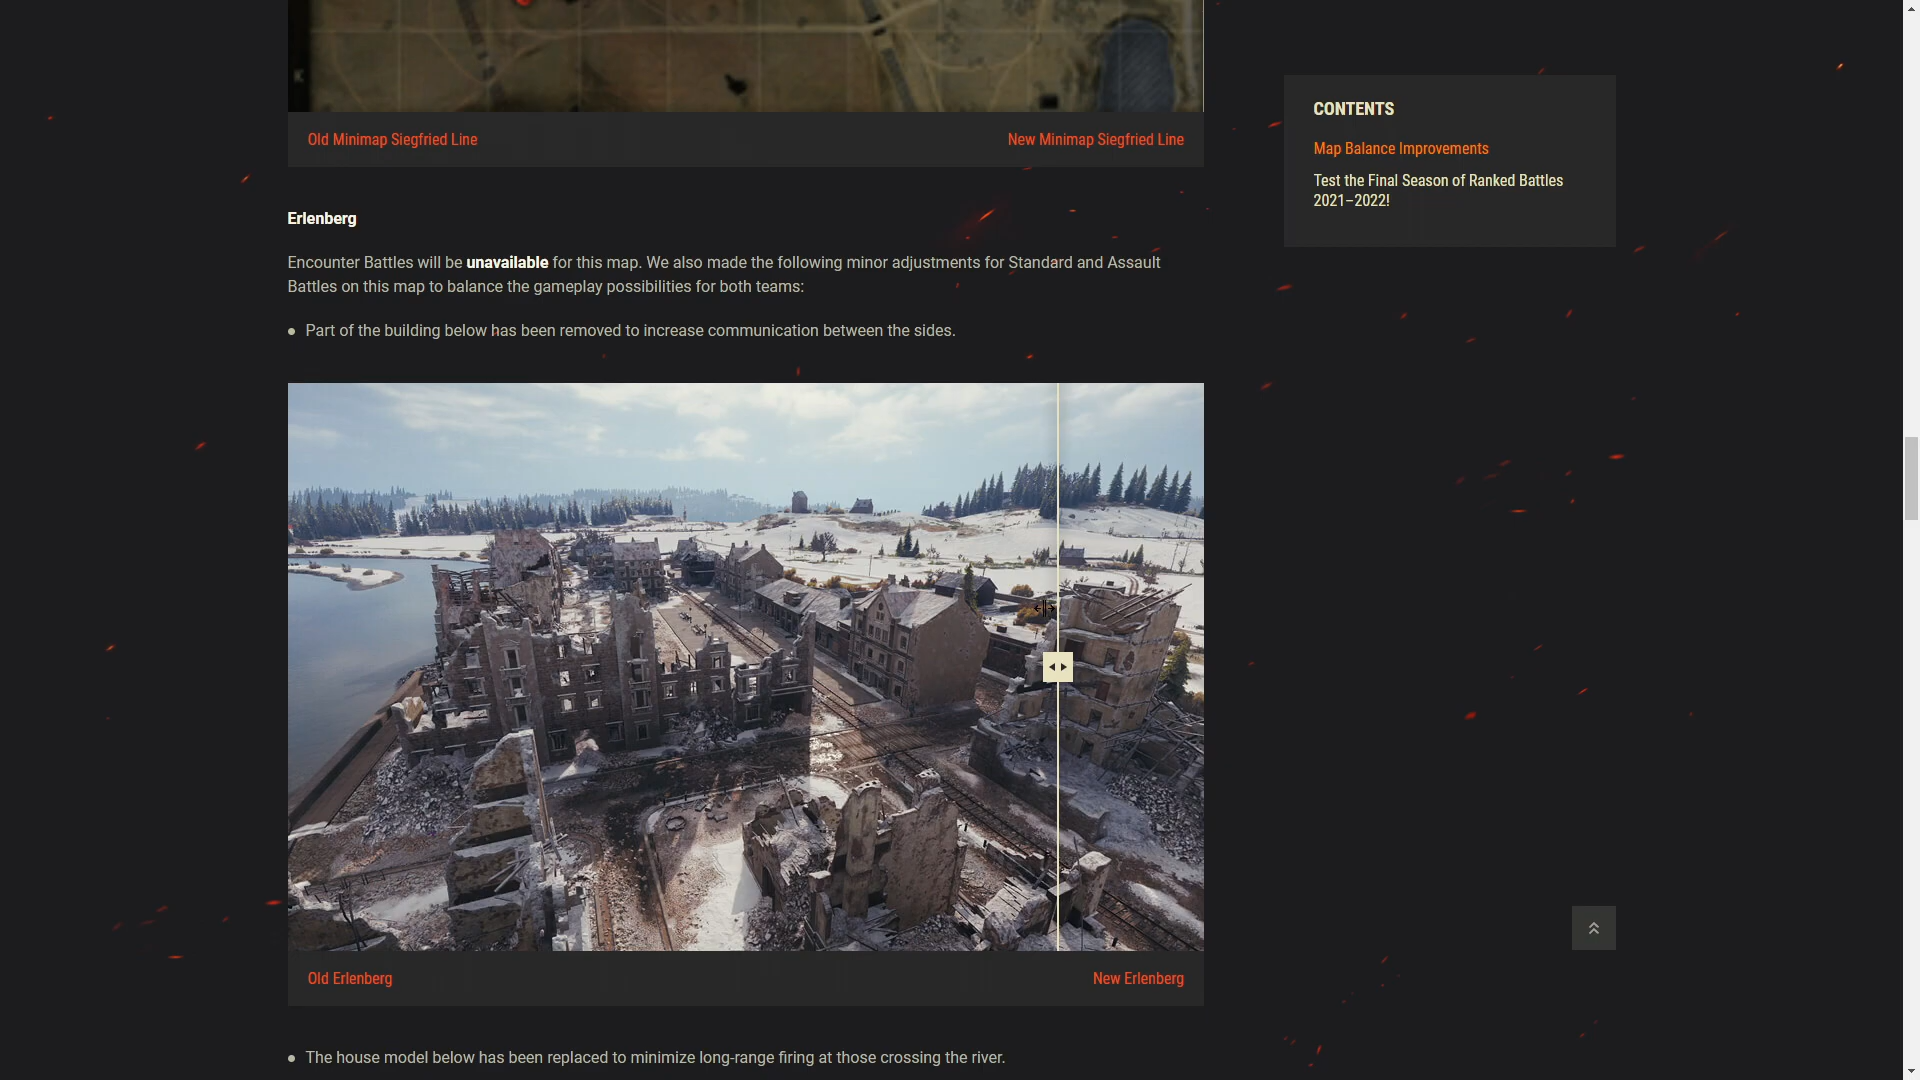 K
Old Minimap Siegfried Line
New Minimap Siegfried Line
CONTENTS
Map Balance Improvements
Test the Final Season of Ranked Battles
2021–2022!
Erlenberg
Encounter Battles will be unavailable for this map. We also made the following minor adjustments for Standard and Assault
Battles on this map to balance the gameplay possibilities for both teams:
Part of the building below has been removed to increase communication between the sides.
Old Erlenberg
New Erlenberg
The house model below has been replaced to minimize long-range firing at those crossing the river.